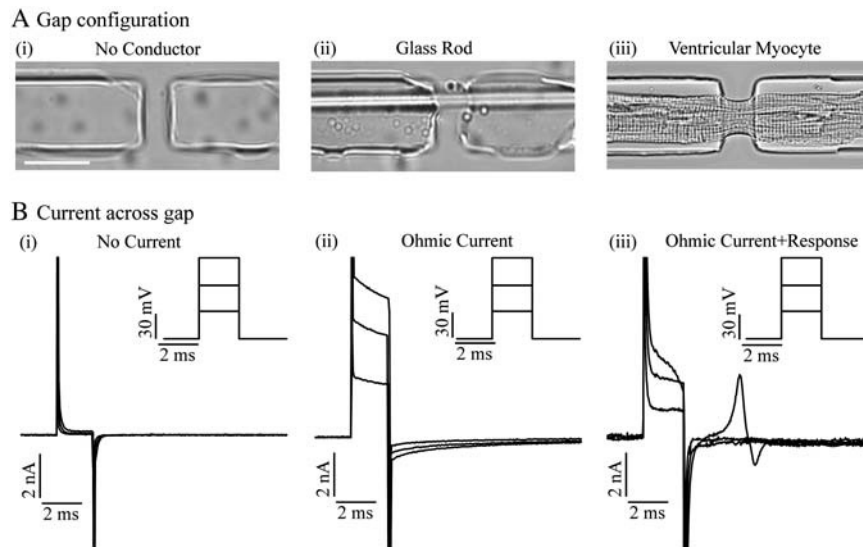 A Gap configuration
(i) No Conductor
(ii) Glass Rod
(iii) Ventricular Myocyte
B Current across gap
(i) No Current
(ii) Ohmic Current
(iii) Ohmic Current+Response
30 mV
2 ms
30 mV
2 ms
30 mV
2 ms
2 nA
2 ms
2 nA
2 ms
2 nA
2 ms